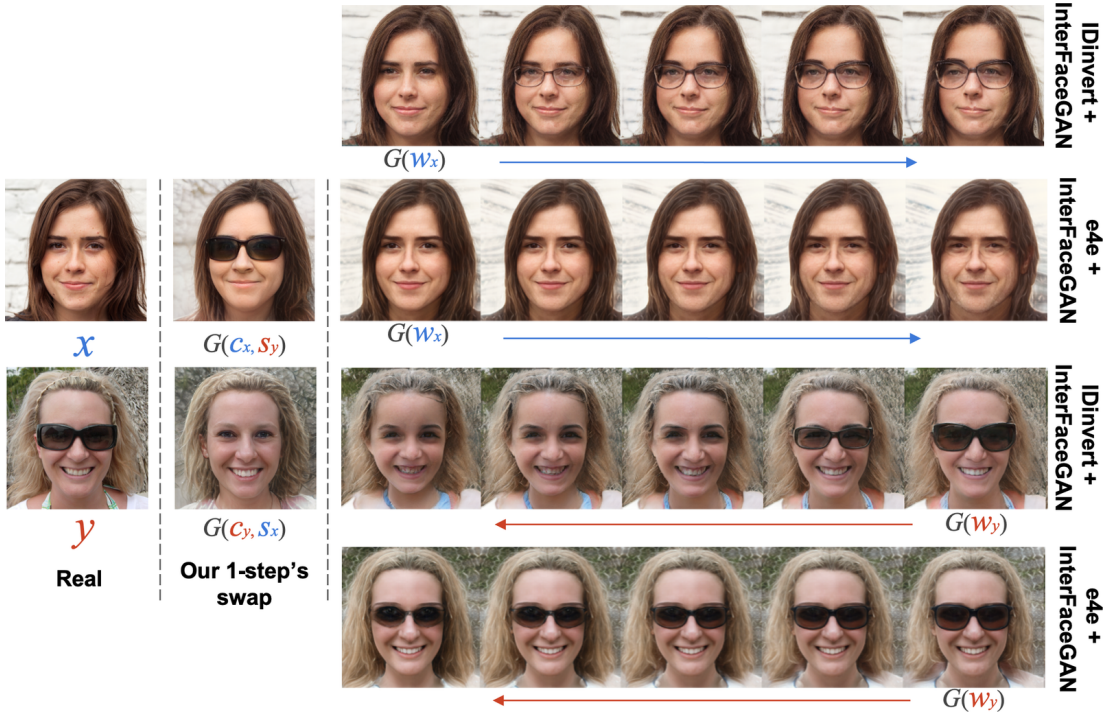 IDinvert +
InterFaceGAN
G(wx)
e4e +
InterFaceGAN
x
G(cx, sy)
G(wx)
IDinvert +
InterFaceGAN
y
G(cy, sx)
G(wy)
Real
Our 1-step's
swap
e4e +
InterFaceGAN
G(wy)